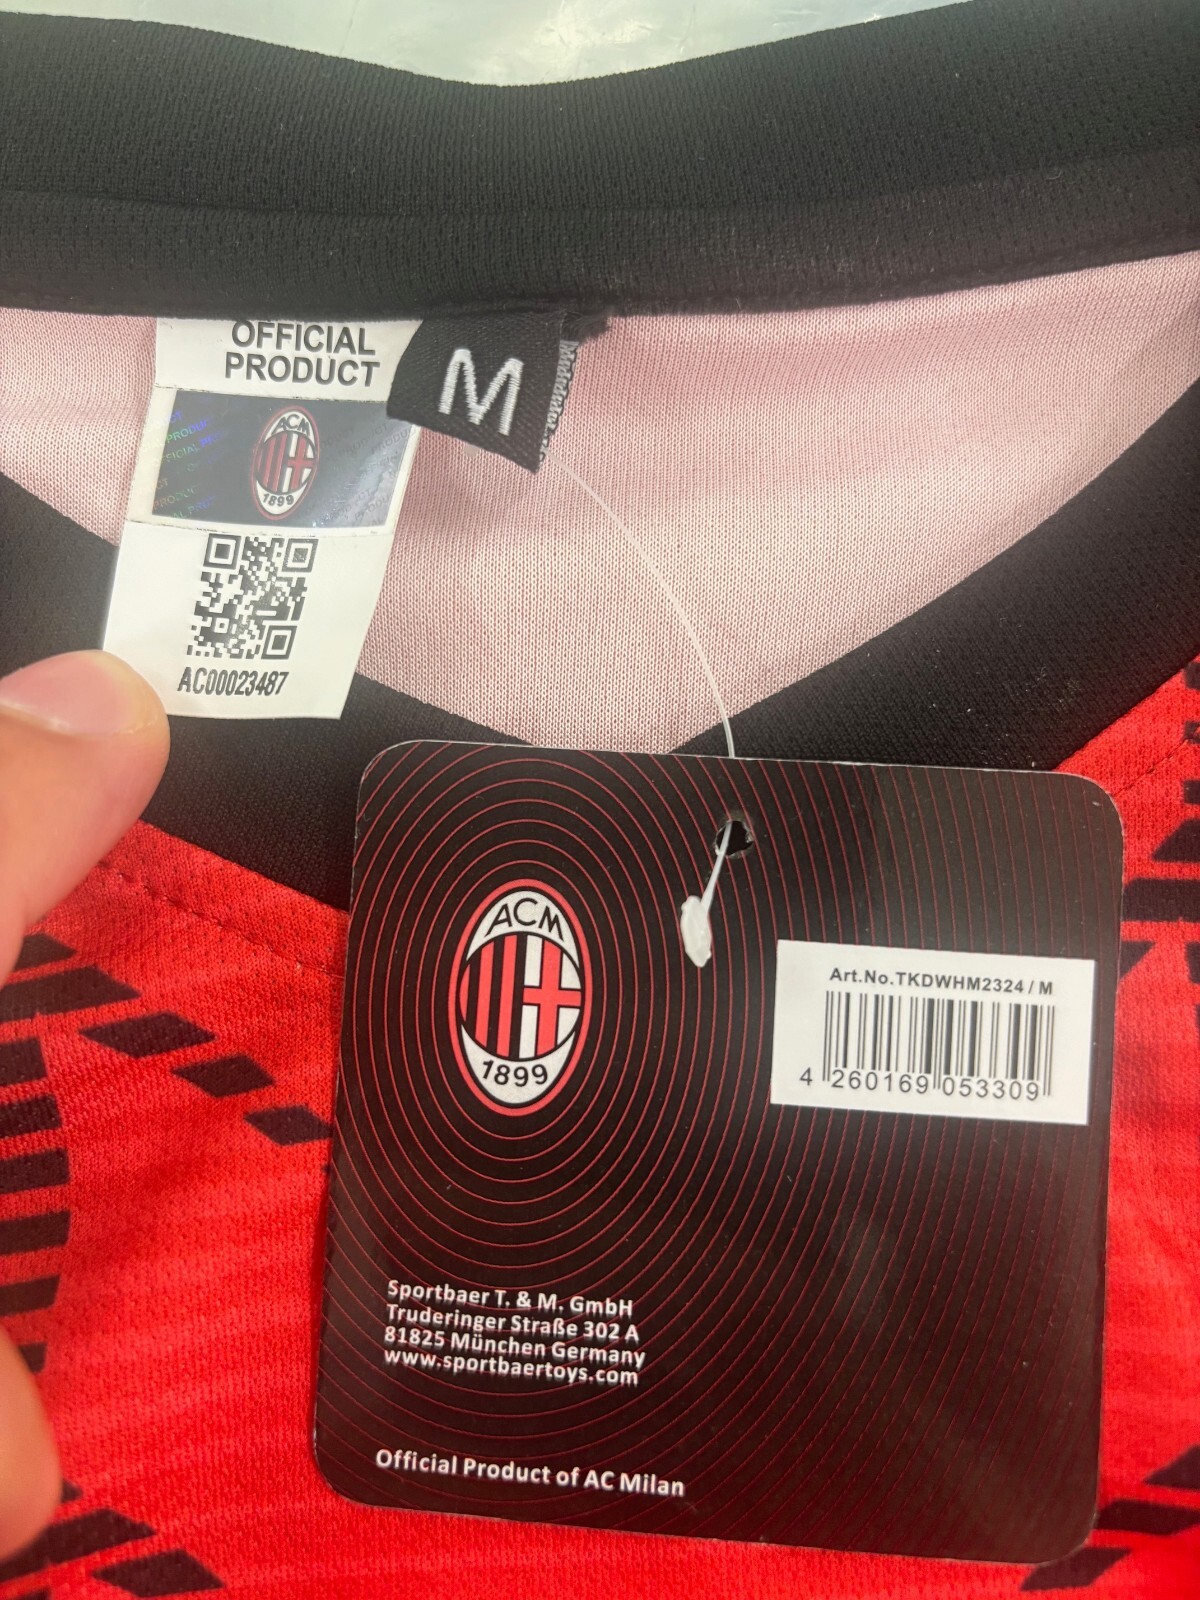 OFFICIAL
PRODUCT
M
ACM
1899
AC00023487
ACM
1899
Art.No.TKDWHM2324 / M
4 260169 053309
Sportbaer T. & M. GmbH
Truderinger Straße 302 A
81825 München Germany
www.sportbaertoys.com
Official Product of AC Milan